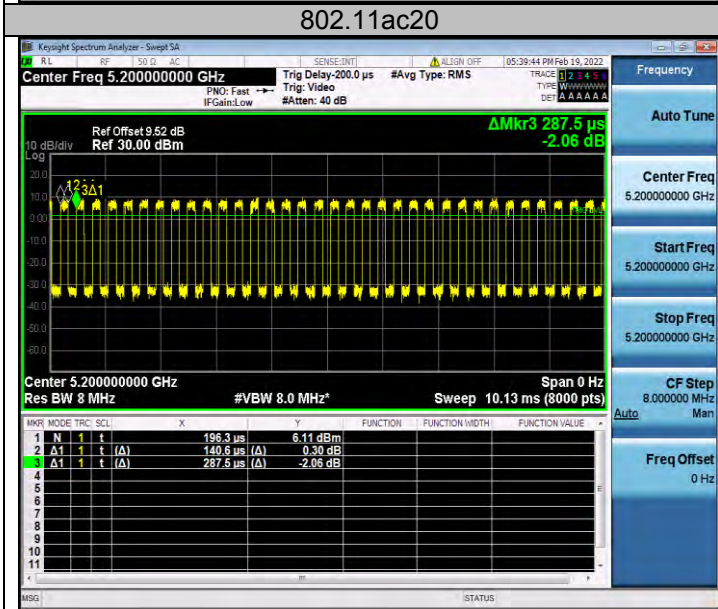 802.11ac20
Keysight Spectrum Analyzer - Swept SA
RL RF 50 Ω AC SENSE:INT ALIGN OFF 05:39:44 PM Feb 19, 2022
Center Freq 5.200000000 GHz Trig Delay-200.0 µs #Avg Type: RMS TRACE 1 2 3 4 5 6
PNO: Fast Trig: Video TYPE W
IFGain:Low #Atten: 40 dB DET A A A A A A
Frequency
Auto Tune
Ref Offset 9.52 dB ΔMkr3 287.5 µs
10 dB/div Ref 30.00 dBm -2.06 dB
Log
20.0
10.0
0.00
-10.0
-20.0
-30.0
-40.0
-50.0
-60.0
1 2 3Δ1
Center 5.200000000 GHz Span 0 Hz
Res BW 8 MHz #VBW 8.0 MHz* Sweep 10.13 ms (8000 pts)
MKR MODE TRC SCL X Y FUNCTION FUNCTION WIDTH FUNCTION VALUE
1 N 1 t 196.3 µs 6.11 dBm
2 Δ1 1 t (Δ) 140.6 µs (Δ) 0.30 dB
3 Δ1 1 t (Δ) 287.5 µs (Δ) -2.06 dB
4
5
6
7
8
9
10
11
Center Freq
5.200000000 GHz
Start Freq
5.200000000 GHz
Stop Freq
5.200000000 GHz
CF Step
8.000000 MHz
Auto Man
Freq Offset
0 Hz
MSG STATUS